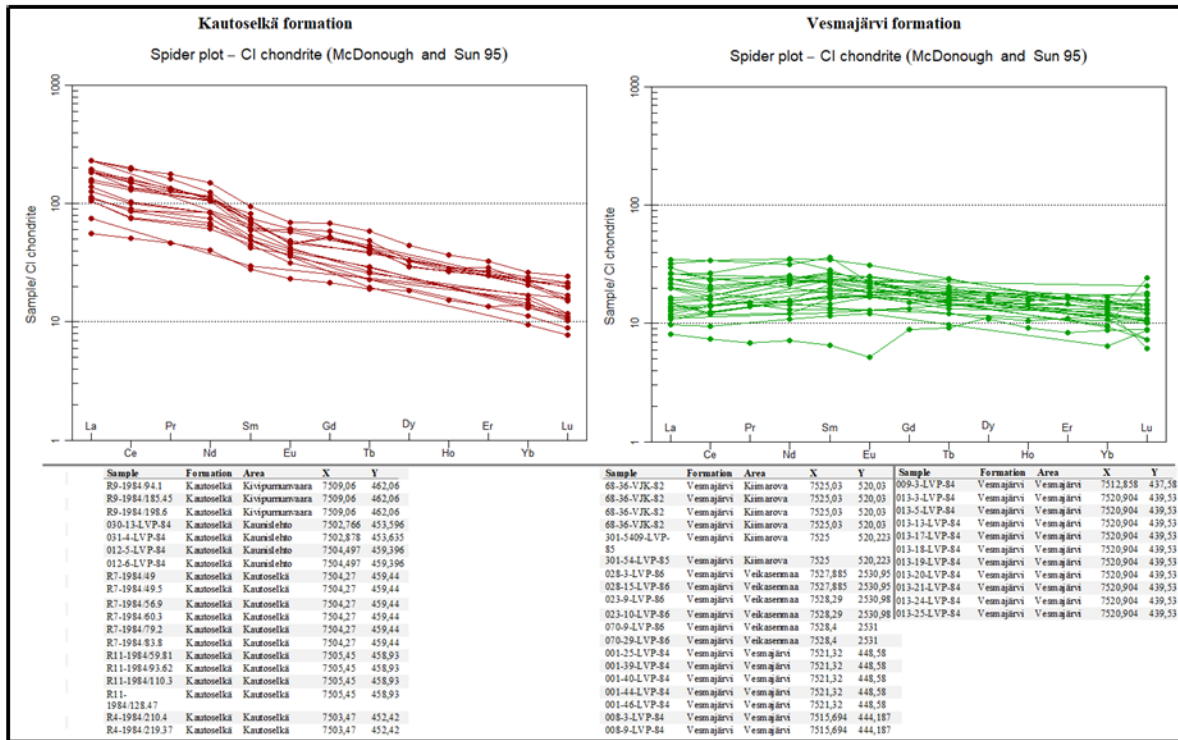 Kautoselkä formation
Spider plot – CI chondrite (McDonough and Sun 95)
Sample/ CI chondrite
1000
100
10
1
La
Ce
Pr
Nd
Sm
Eu
Gd
Tb
Dy
Ho
Er
Yb
Lu
Vesmajärvi formation
Spider plot – CI chondrite (McDonough and Sun 95)
Sample/ CI chondrite
1000
100
10
1
La
Ce
Pr
Nd
Sm
Eu
Gd
Tb
Dy
Ho
Er
Yb
Lu
Sample Formation Area X Y
R9-1984/94.1 Kautoselkä Kivipurnunvaara 7509,06 462,06
R9-1984/185.45 Kautoselkä Kivipurnunvaara 7509,06 462,06
R9-1984/198.6 Kautoselkä Kivipurnunvaara 7509,06 462,06
030-13-LVP-84 Kautoselkä Kaunislehto 7502,766 453,596
031-4-LVP-84 Kautoselkä Kaunislehto 7502,878 453,635
012-5-LVP-84 Kautoselkä Kaunislehto 7504,497 459,396
012-6-LVP-84 Kautoselkä Kaunislehto 7504,497 459,396
R7-1984/49 Kautoselkä Kautoselkä 7504,27 459,44
R7-1984/49.5 Kautoselkä Kautoselkä 7504,27 459,44
R7-1984/56.9 Kautoselkä Kautoselkä 7504,27 459,44
R7-1984/60.3 Kautoselkä Kautoselkä 7504,27 459,44
R7-1984/79.2 Kautoselkä Kautoselkä 7504,27 459,44
R7-1984/83.8 Kautoselkä Kautoselkä 7504,27 459,44
R11-1984/59.81 Kautoselkä Kautoselkä 7505,45 458,93
R11-1984/93.62 Kautoselkä Kautoselkä 7505,45 458,93
R11-1984/110.3 Kautoselkä Kautoselkä 7505,45 458,93
R11- Kautoselkä Kautoselkä 7505,45 458,93
1984/128.47
R4-1984/210.4 Kautoselkä Kautoselkä 7503,47 452,42
R4-1984/219.37 Kautoselkä Kautoselkä 7503,47 452,42
Sample Formation Area X Y
68-36-VJK-82 Vesmajärvi Kiimarova 7525,03 520,03
68-36-VJK-82 Vesmajärvi Kiimarova 7525,03 520,03
68-36-VJK-82 Vesmajärvi Kiimarova 7525,03 520,03
68-36-VJK-82 Vesmajärvi Kiimarova 7525,03 520,03
301-5409-LVP- Vesmajärvi Kiimarova 7525 520,223
85
301-54-LVP-85 Vesmajärvi Kiimarova 7525 520,223
028-3-LVP-86 Vesmajärvi Veikasenmaa 7527,885 2530,95
028-15-LVP-86 Vesmajärvi Veikasenmaa 7527,885 2530,95
023-9-LVP-86 Vesmajärvi Veikasenmaa 7528,29 2530,98
023-10-LVP-86 Vesmajärvi Veikasenmaa 7528,29 2530,98
070-9-LVP-86 Vesmajärvi Veikasenmaa 7528,4 2531
070-29-LVP-86 Vesmajärvi Veikasenmaa 7528,4 2531
001-25-LVP-84 Vesmajärvi Vesmajärvi 7521,32 448,58
001-39-LVP-84 Vesmajärvi Vesmajärvi 7521,32 448,58
001-40-LVP-84 Vesmajärvi Vesmajärvi 7521,32 448,58
001-44-LVP-84 Vesmajärvi Vesmajärvi 7521,32 448,58
001-46-LVP-84 Vesmajärvi Vesmajärvi 7521,32 448,58
008-3-LVP-84 Vesmajärvi Vesmajärvi 7515,694 444,187
008-9-LVP-84 Vesmajärvi Vesmajärvi 7515,694 444,187
Sample Formation Area X Y
009-3-LVP-84 Vesmajärvi Vesmajärvi 7512,858 437,58
013-3-LVP-84 Vesmajärvi Vesmajärvi 7520,904 439,53
013-5-LVP-84 Vesmajärvi Vesmajärvi 7520,904 439,53
013-13-LVP-84 Vesmajärvi Vesmajärvi 7520,904 439,53
013-17-LVP-84 Vesmajärvi Vesmajärvi 7520,904 439,53
013-18-LVP-84 Vesmajärvi Vesmajärvi 7520,904 439,53
013-19-LVP-84 Vesmajärvi Vesmajärvi 7520,904 439,53
013-20-LVP-84 Vesmajärvi Vesmajärvi 7520,904 439,53
013-21-LVP-84 Vesmajärvi Vesmajärvi 7520,904 439,53
013-24-LVP-84 Vesmajärvi Vesmajärvi 7520,904 439,53
013-25-LVP-84 Vesmajärvi Vesmajärvi 7520,904 439,53